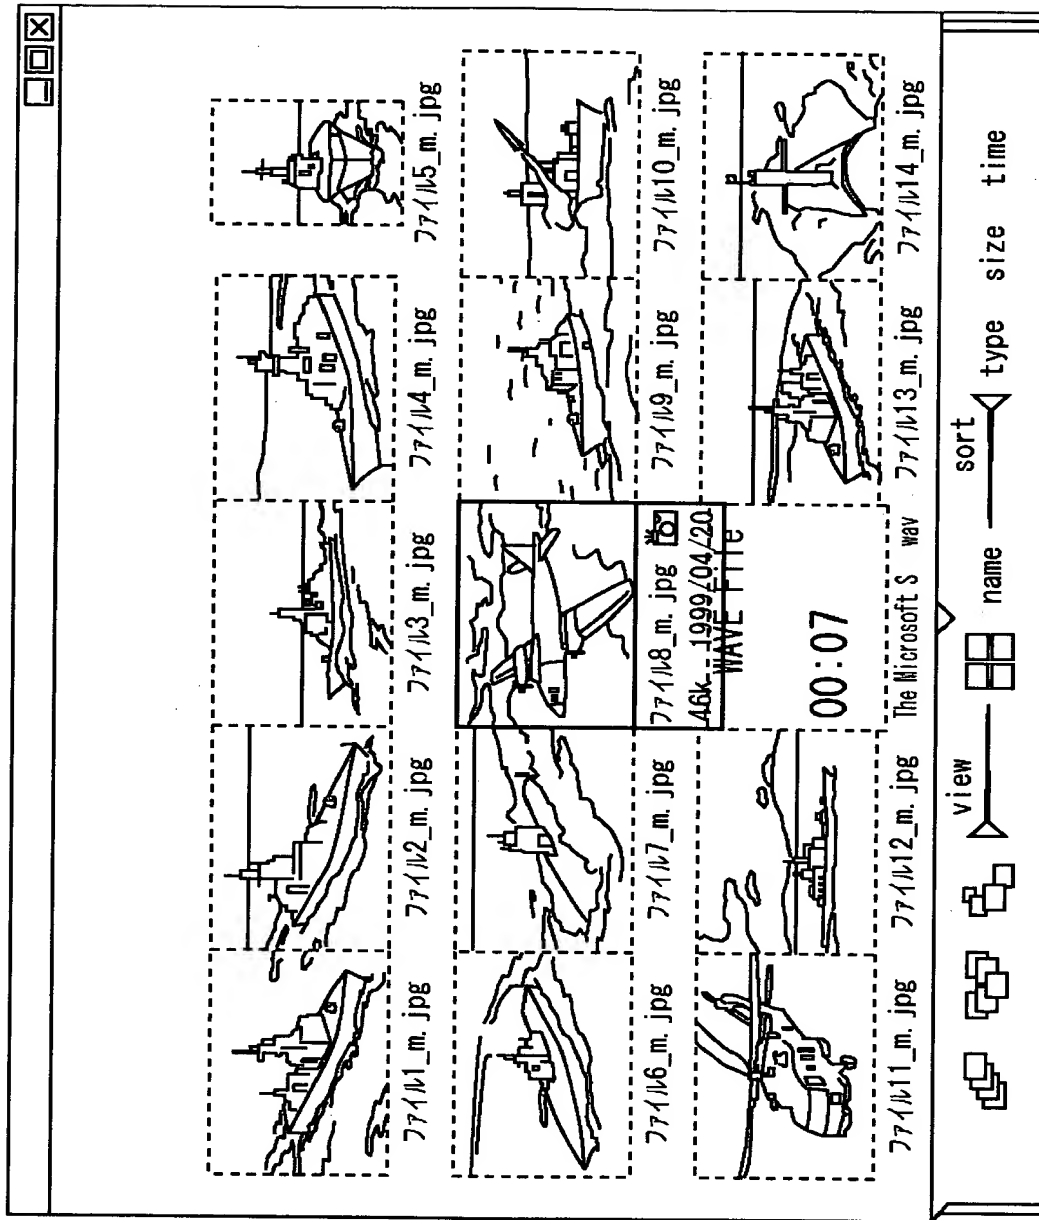 ファイル1_m.jpg
ファイル2_m.jpg
ファイル3_m.jpg
ファイル4_m.jpg
ファイル5_m.jpg
ファイル6_m.jpg
ファイル7_m.jpg
ファイル8_m.jpg
46k 1999/04/20
ファイル9_m.jpg
ファイル10_m.jpg
ファイル11_m.jpg
ファイル12_m.jpg
WAVE File
00:07
The Microsoft S wav
ファイル13_m.jpg
ファイル14_m.jpg
view
sort
name
type size time